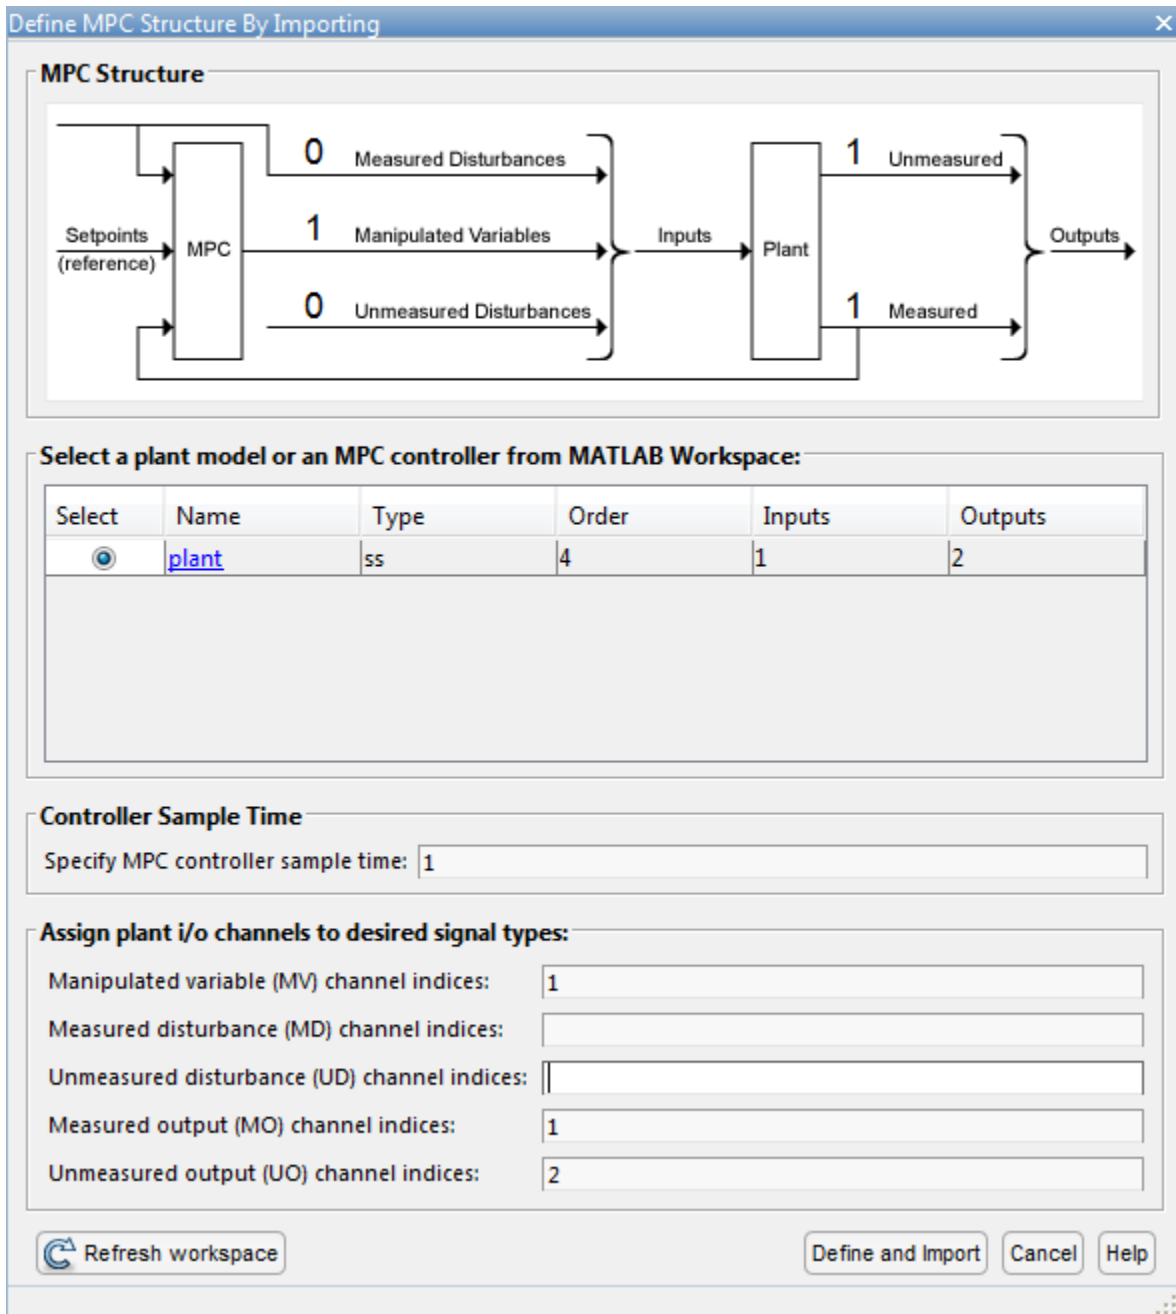 Define MPC Structure By Importing
MPC Structure
0 Measured Disturbances
1 Unmeasured
Setpoints
(reference)
MPC
1 Manipulated Variables
Inputs
Plant
Outputs
0 Unmeasured Disturbances
1 Measured
Select a plant model or an MPC controller from MATLAB Workspace:
Select Name Type Order Inputs Outputs
plant ss 4 1 2
Controller Sample Time
Specify MPC controller sample time: 1
Assign plant i/o channels to desired signal types:
Manipulated variable (MV) channel indices: 1
Measured disturbance (MD) channel indices:
Unmeasured disturbance (UD) channel indices:
Measured output (MO) channel indices: 1
Unmeasured output (UO) channel indices: 2
Refresh workspace Define and Import Cancel Help